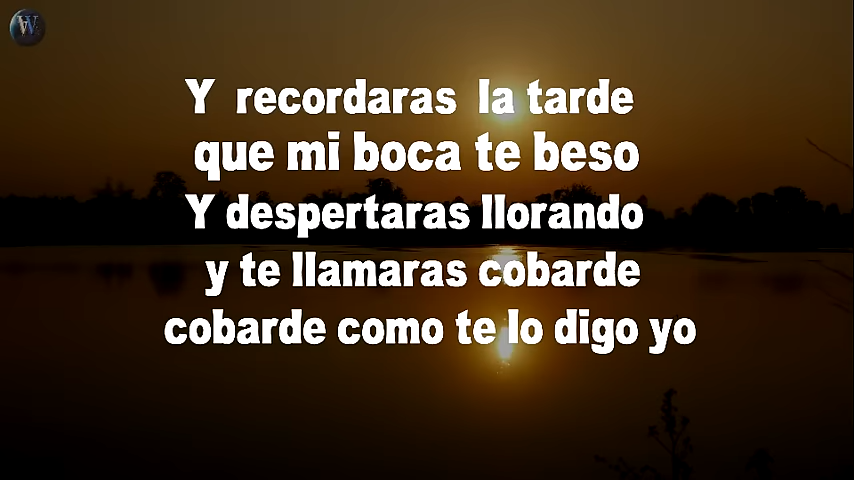 Y recordaras la tarde
que mi boca te beso
Y despertaras llorando
y te llamaras cobarde
cobarde como te lo digo yo